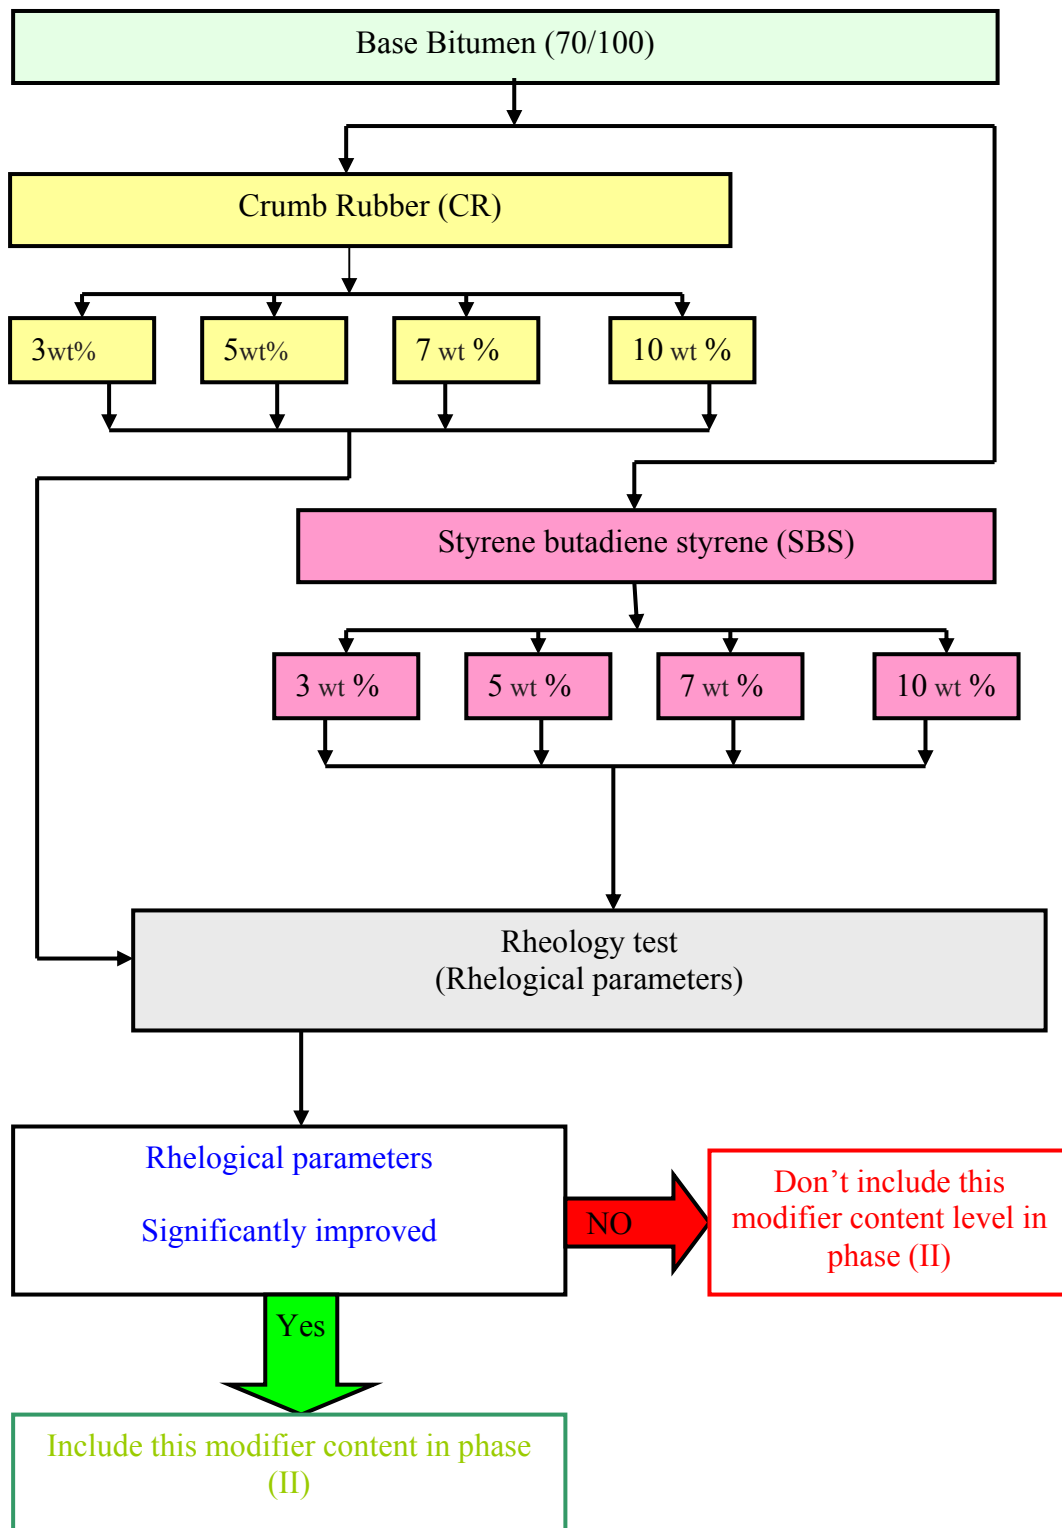 Base Bitumen (70/100)
Crumb Rubber (CR)
3wt%
5wt%
7 wt %
10 wt %
Styrene butadiene styrene (SBS)
3 wt %
5 wt %
7 wt %
10 wt %
Rheology test
(Rhelogical parameters)
Rhelogical parameters
Significantly improved
NO
Don’t include this
modifier content level in
phase (II)
Yes
Include this modifier content in phase
(II)